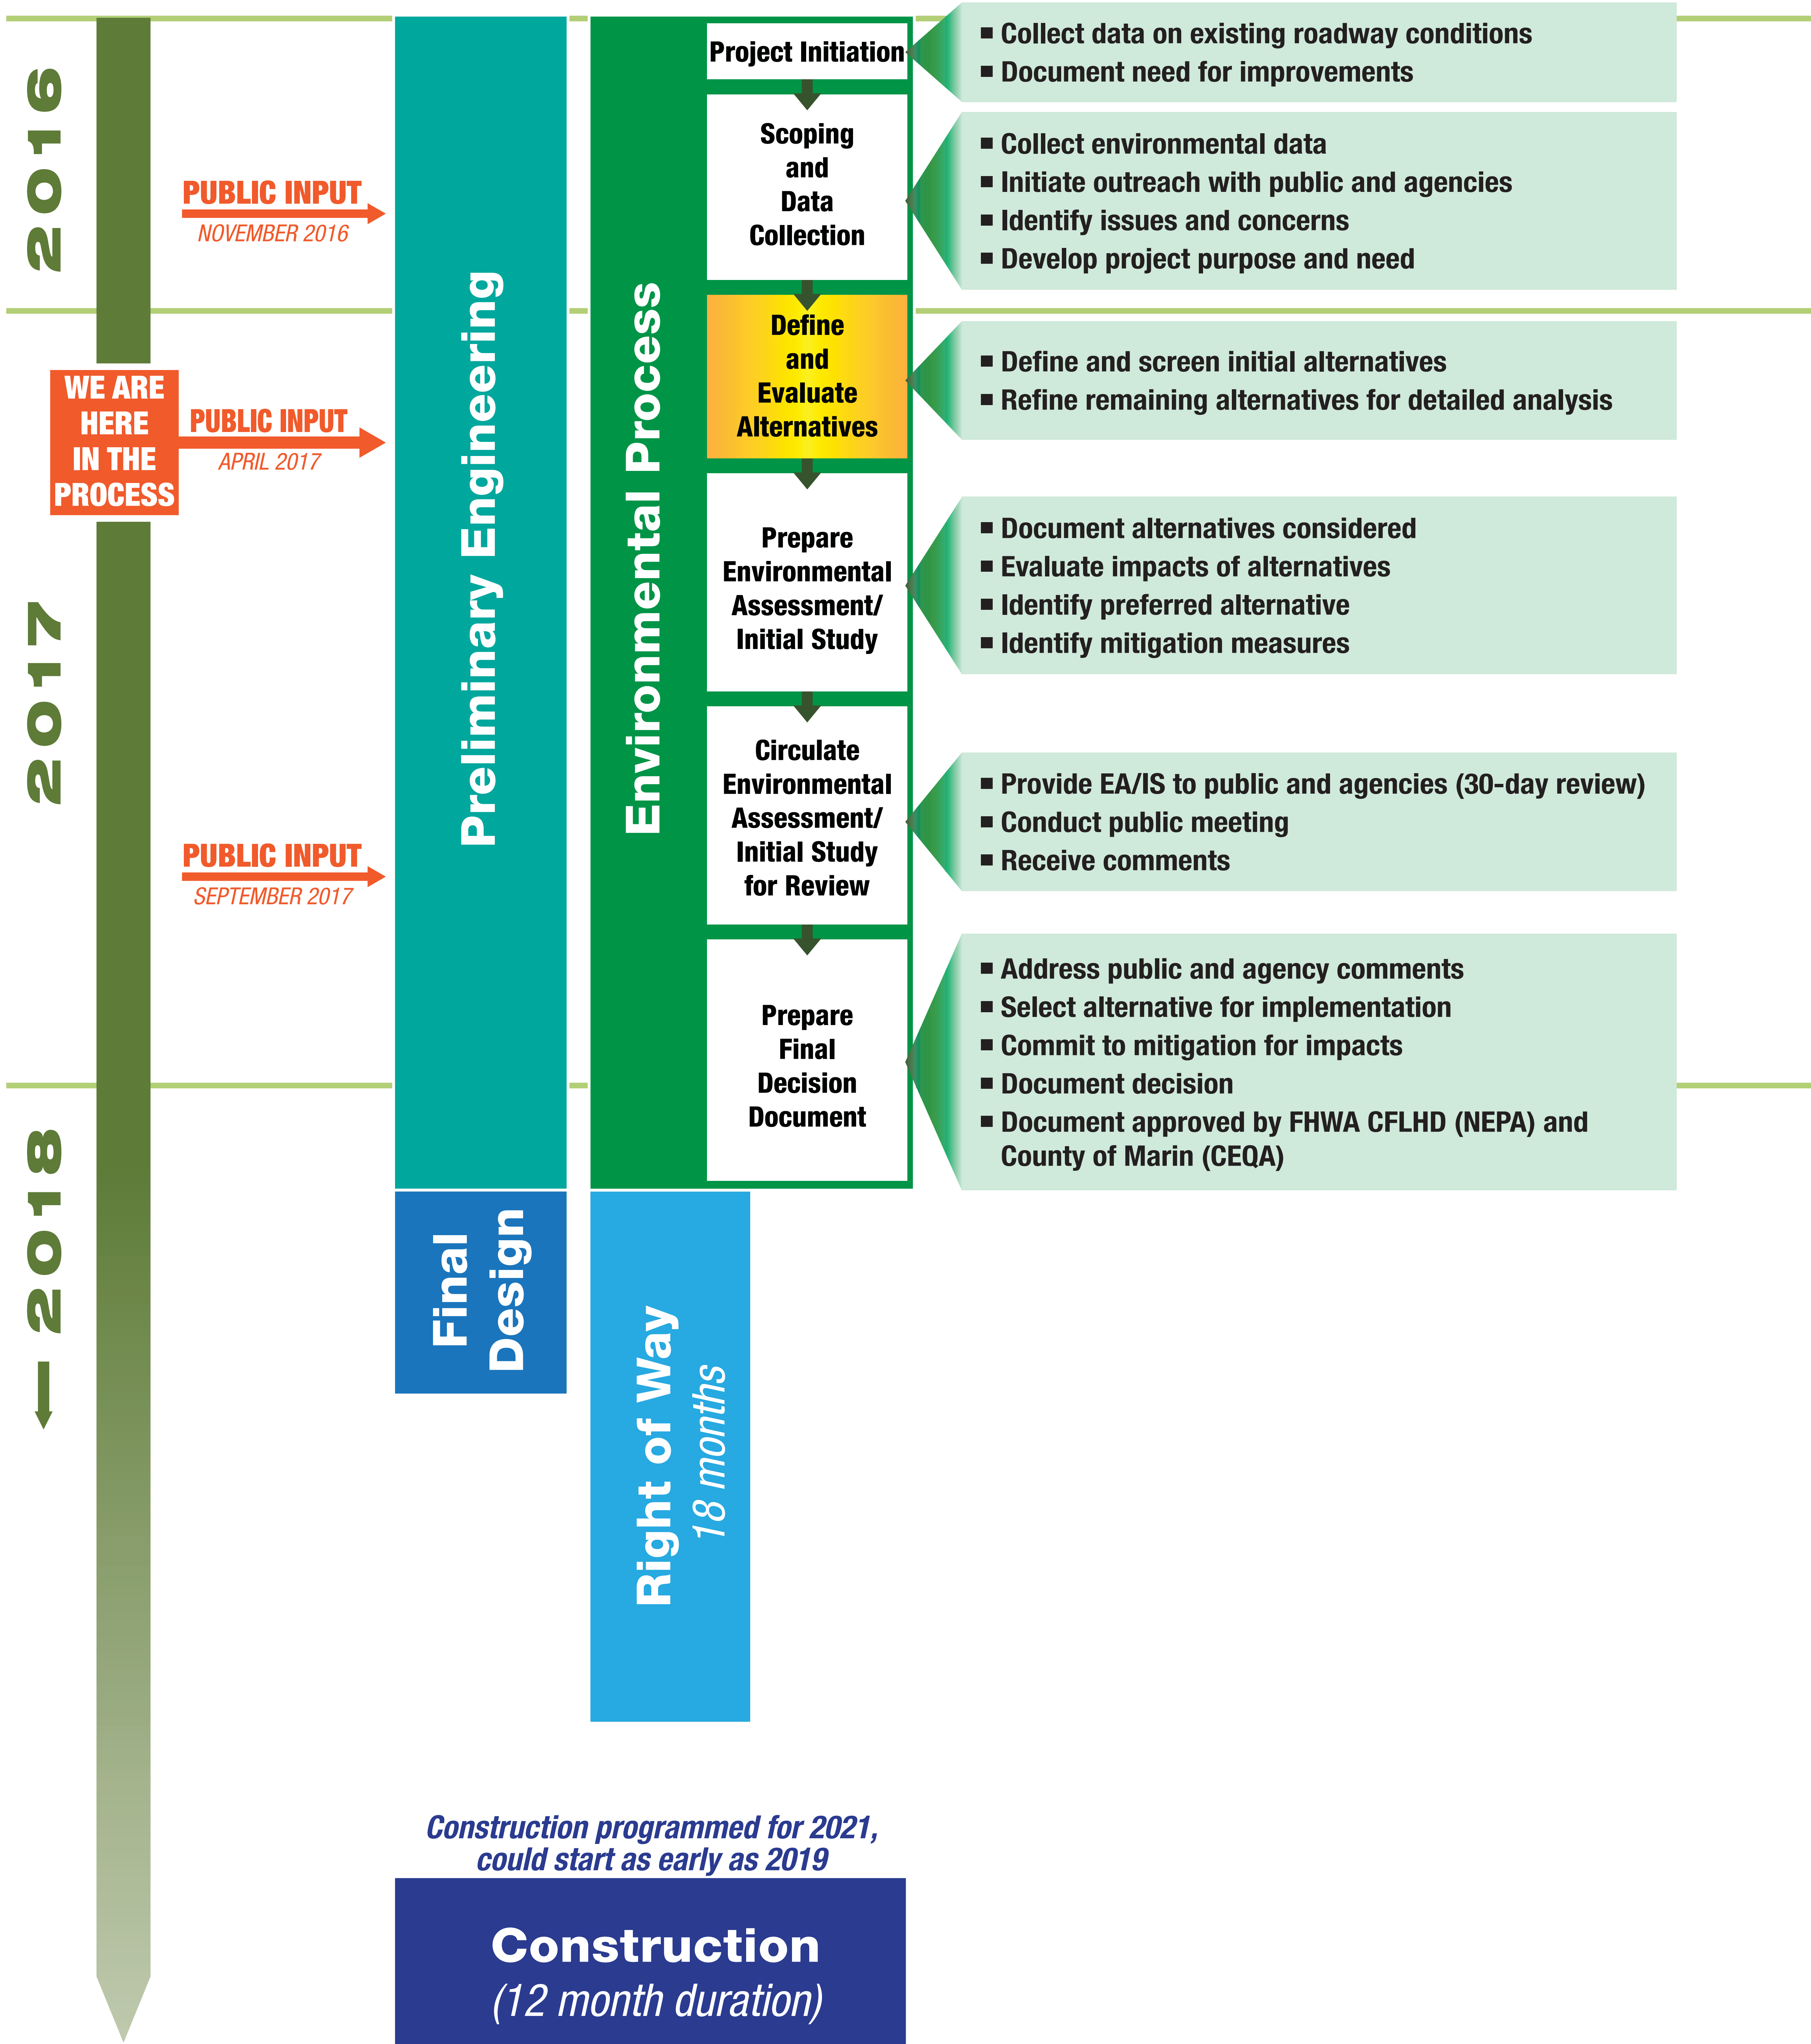 2016
PUBLIC INPUT
NOVEMBER 2016
WE ARE
HERE
IN THE
PROCESS
PUBLIC INPUT
APRIL 2017
2017
PUBLIC INPUT
SEPTEMBER 2017
2018
Preliminary Engineering
Environmental Process
Project Initiation
■ Collect data on existing roadway conditions
■ Document need for improvements
Scoping
and
Data
Collection
■ Collect environmental data
■ Initiate outreach with public and agencies
■ Identify issues and concerns
■ Develop project purpose and need
Define
and
Evaluate
Alternatives
■ Define and screen initial alternatives
■ Refine remaining alternatives for detailed analysis
Prepare
Environmental
Assessment/
Initial Study
■ Document alternatives considered
■ Evaluate impacts of alternatives
■ Identify preferred alternative
■ Identify mitigation measures
Circulate
Environmental
Assessment/
Initial Study
for Review
■ Provide EA/IS to public and agencies (30-day review)
■ Conduct public meeting
■ Receive comments
Prepare
Final
Decision
Document
■ Address public and agency comments
■ Select alternative for implementation
■ Commit to mitigation for impacts
■ Document decision
■ Document approved by FHWA CFLHD (NEPA) and
County of Marin (CEQA)
Final
Design
Right of Way
18 months
Construction programmed for 2021,
could start as early as 2019
Construction
(12 month duration)